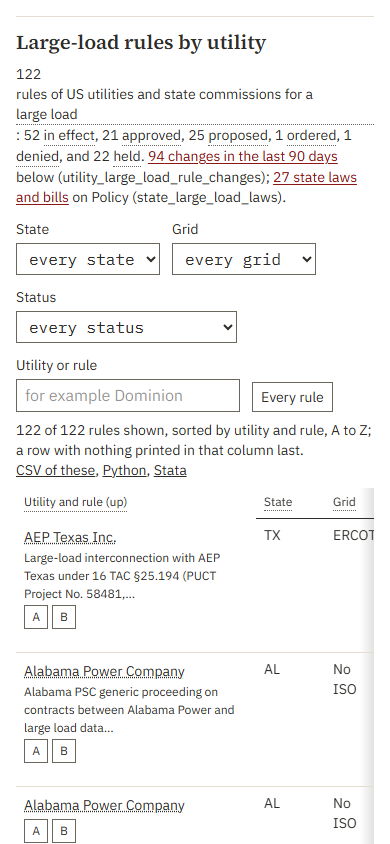 Large-load rules by utility
122
rules of US utilities and state commissions for a
large load
: 52 in effect, 21 approved, 25 proposed, 1 ordered, 1
denied, and 22 held. 94 changes in the last 90 days
below (utility_large_load_rule_changes); 27 state laws
and bills on Policy (state_large_load_laws).
State Grid
every state every grid
Status
every status
Utility or rule
for example Dominion Every rule
122 of 122 rules shown, sorted by utility and rule, A to Z;
a row with nothing printed in that column last.
CSV of these, Python, Stata
Utility and rule (up) State Grid
AEP Texas Inc. TX ERCOT
Large-load interconnection with AEP
Texas under 16 TAC §25.194 (PUCT
Project No. 58481,...
A B
Alabama Power Company AL No
ISO
Alabama PSC generic proceeding on
contracts between Alabama Power and
large load data...
A B
Alabama Power Company AL No
ISO
A B